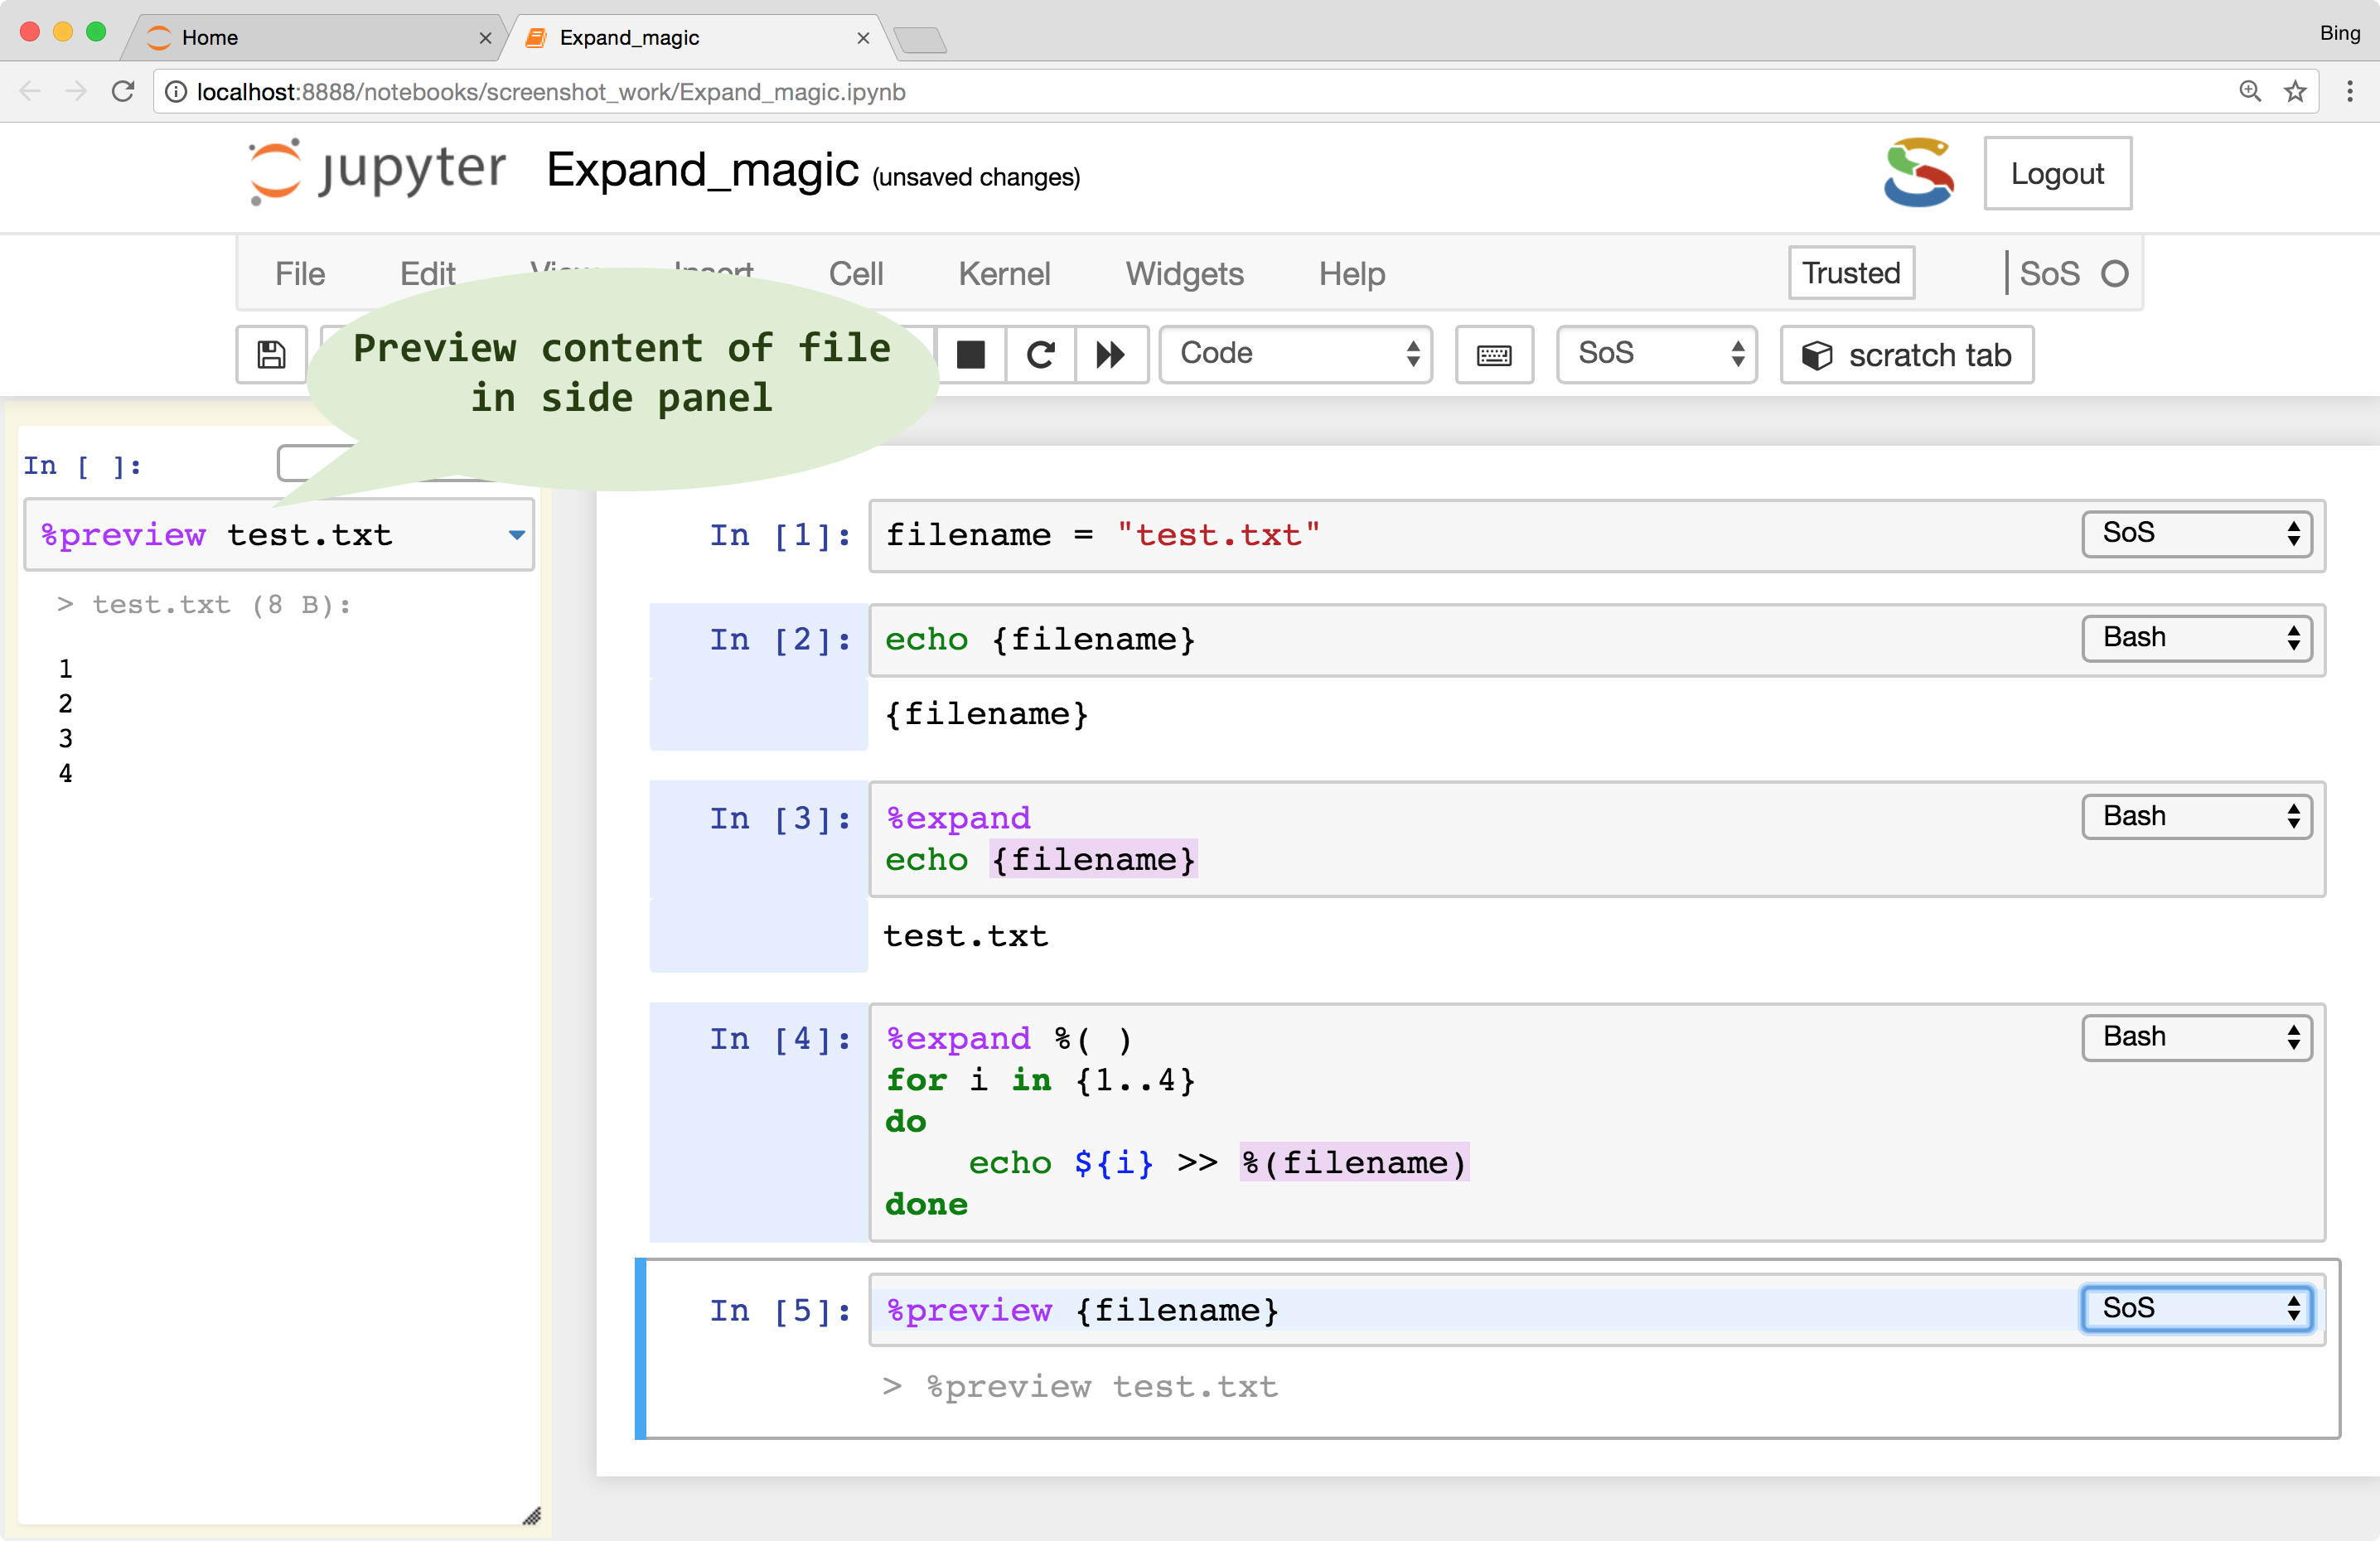 Home
Expand_magic
Bing
localhost:8888/notebooks/screenshot_work/Expand_magic.ipynb
jupyter Expand_magic (unsaved changes)
Logout
File Edit View Insert Cell Kernel Widgets Help Trusted SoS
Preview content of file
in side panel
Code SoS scratch tab
In [ ]:
%preview test.txt
> test.txt (8 B):
1
2
3
4
In [1]: filename = "test.txt" SoS
In [2]: echo {filename} Bash
{filename}
In [3]: %expand Bash
echo {filename}
test.txt
In [4]: %expand %( ) Bash
for i in {1..4}
do
echo ${i} >> %(filename)
done
In [5]: %preview {filename} SoS
> %preview test.txt